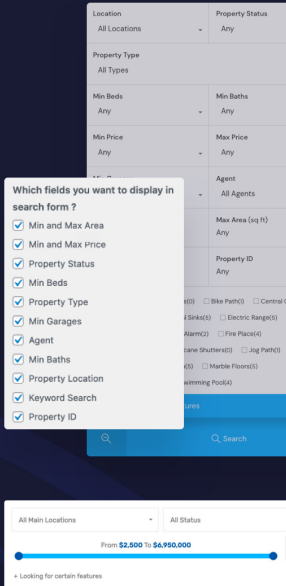 Location Property Status
All Locations Any
Property Type
All Types
Min Beds Min Baths
Any Any
Min Price Max Price
Any Any
Agent
All Agents
Max Area (sq ft)
Any
Property ID
Any
Which fields you want to display in
search form ?
Min and Max Area
Min and Max Price
Property Status
Min Beds
Property Type
Min Garages
Agent
Min Baths
Property Location
Keyword Search
Property ID
Bike Path(1) Central
Sinks(5) Electric Range(5)
Alarm(2) Fire Place(4)
Shutters(0) Jog Path(1)
(5) Marble Floors(5)
wimming Pool(4)
tures
Search
All Main Locations All Status
From $2,500 To $6,950,000
+ Looking for certain features